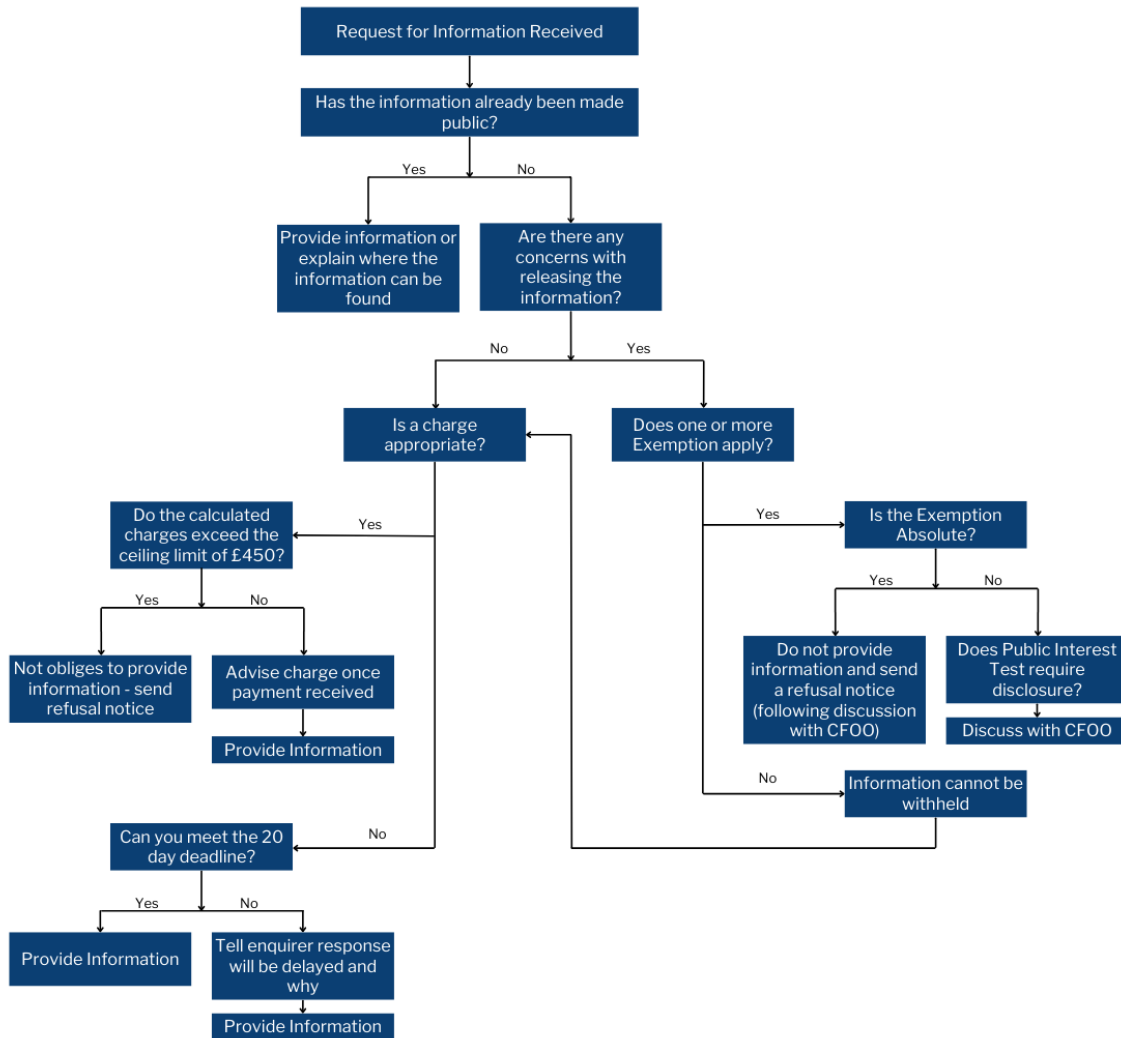 Request for Information Received
Has the information already been made
public?
Yes
No
Provide information or
explain where the
information can be
found
Are there any
concerns with
releasing the
information?
No
Yes
Is a charge
appropriate?
Does one or more
Exemption apply?
Do the calculated
charges exceed the
ceiling limit of £450?
Yes
Yes
Is the Exemption
Absolute?
Yes
No
Yes
No
Not obliges to provide
information - send
refusal notice
Advise charge once
payment received
Provide Information
Do not provide
information and send
a refusal notice
(following discussion
with CFOO)
Does Public Interest
Test require
disclosure?
Discuss with CFOO
No
Information cannot be
withheld
Can you meet the 20
day deadline?
No
Yes
No
Provide Information
Tell enquirer response
will be delayed and
why
Provide Information